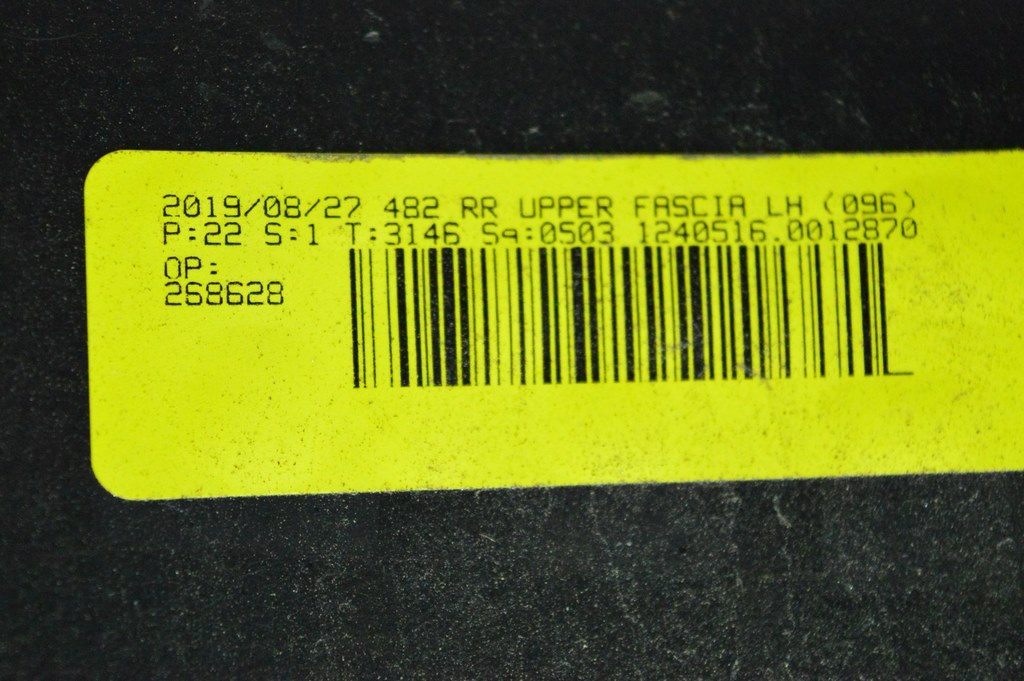 2019/08/27 482 RR UPPER FASCIA LH (096)
P:22 S:1 T:3146 Sq:0503 1240516.0012870
OP:
268628